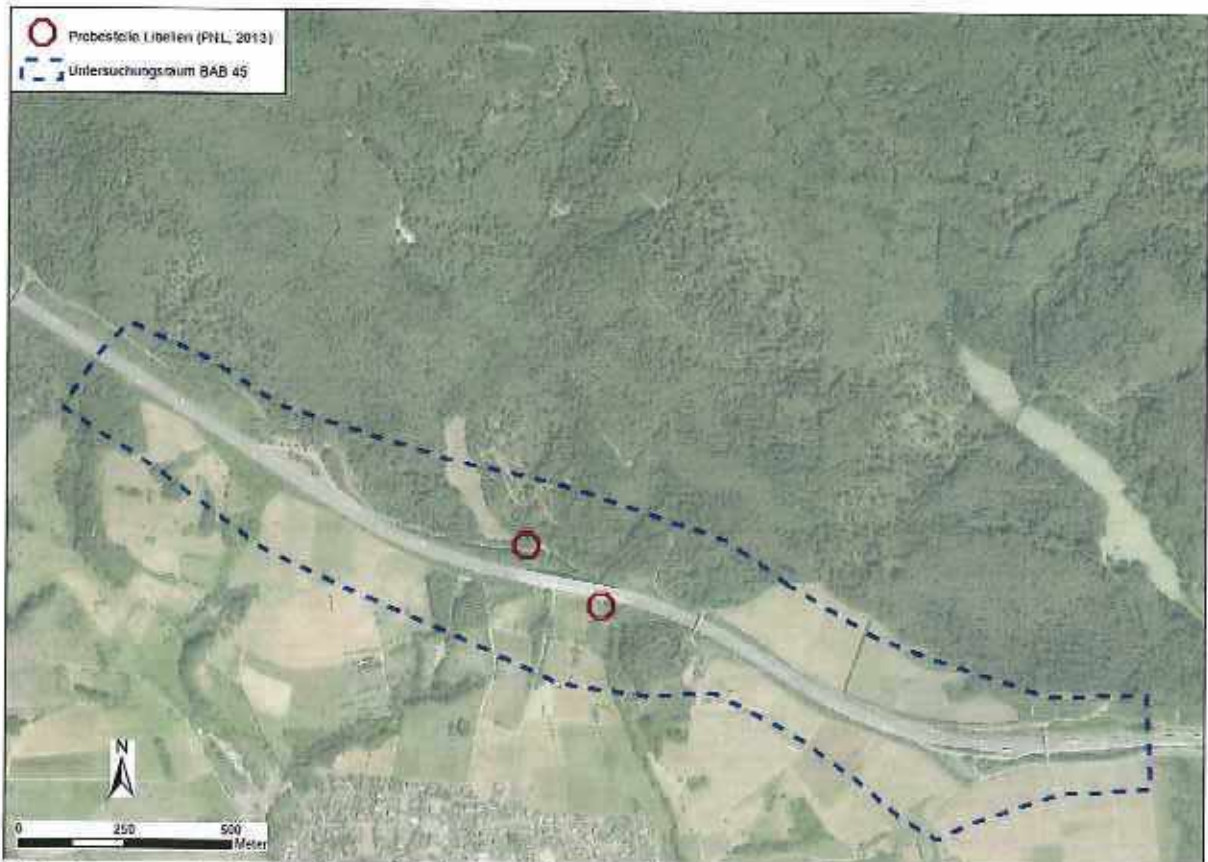 Probestelle Libellen (PNL, 2013)
Untersuchungsraum BAB 45
N
0 250 500
Meter